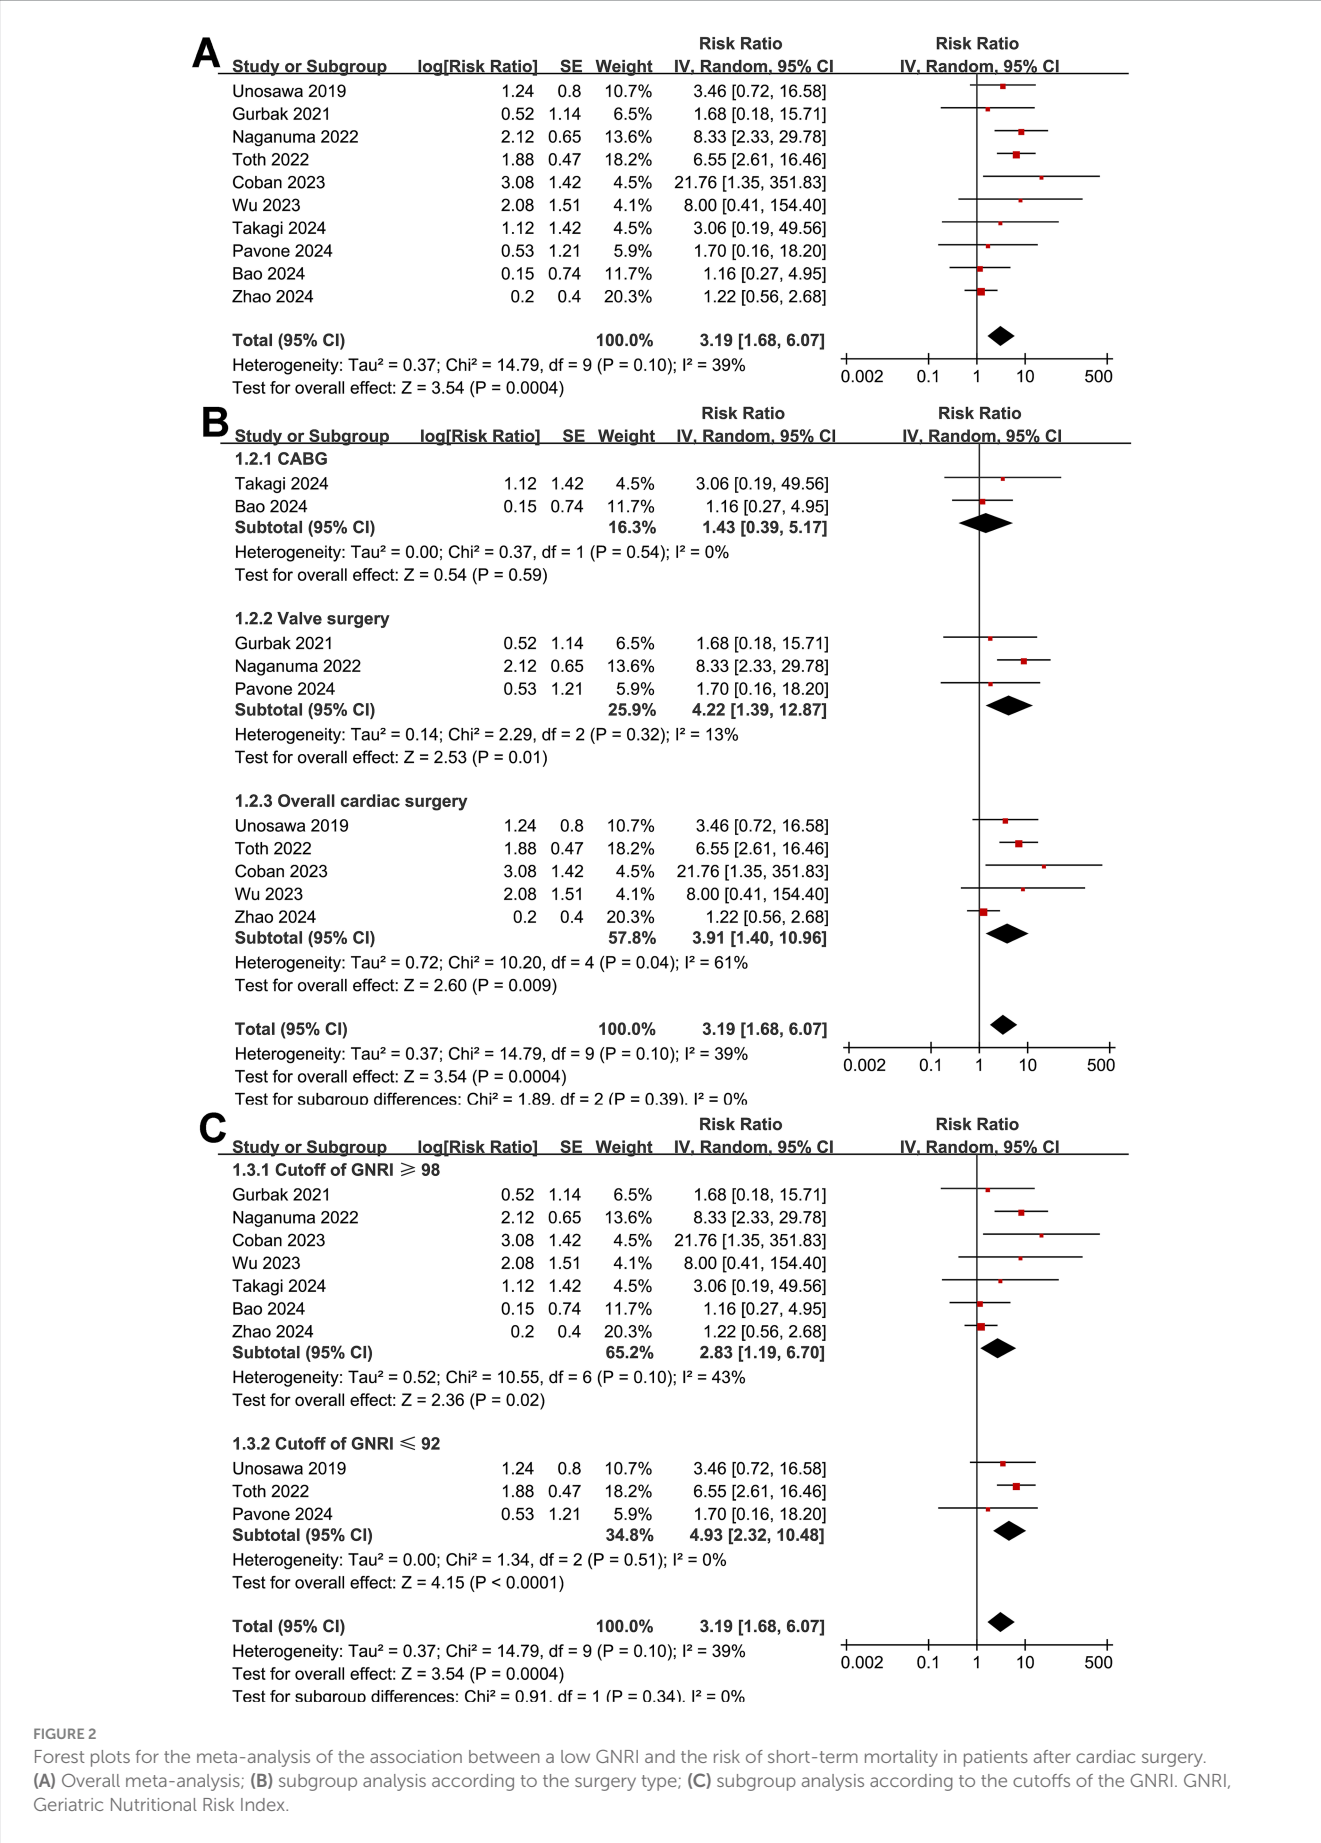 A
Risk Ratio Risk Ratio
Study or Subgroup log[Risk Ratio] SE Weight IV, Random, 95% CI IV, Random, 95% CI
Unosawa 2019 1.24 0.8 10.7% 3.46 [0.72, 16.58]
Gurbak 2021 0.52 1.14 6.5% 1.68 [0.18, 15.71]
Naganuma 2022 2.12 0.65 13.6% 8.33 [2.33, 29.78]
Toth 2022 1.88 0.47 18.2% 6.55 [2.61, 16.46]
Coban 2023 3.08 1.42 4.5% 21.76 [1.35, 351.83]
Wu 2023 2.08 1.51 4.1% 8.00 [0.41, 154.40]
Takagi 2024 1.12 1.42 4.5% 3.06 [0.19, 49.56]
Pavone 2024 0.53 1.21 5.9% 1.70 [0.16, 18.20]
Bao 2024 0.15 0.74 11.7% 1.16 [0.27, 4.95]
Zhao 2024 0.2 0.4 20.3% 1.22 [0.56, 2.68]
Total (95% CI) 100.0% 3.19 [1.68, 6.07]
Heterogeneity: Tau² = 0.37; Chi² = 14.79, df = 9 (P = 0.10); I² = 39%
Test for overall effect: Z = 3.54 (P = 0.0004)
0.002 0.1 1 10 500
B
Risk Ratio Risk Ratio
Study or Subgroup log[Risk Ratio] SE Weight IV, Random, 95% CI IV, Random, 95% CI
1.2.1 CABG
Takagi 2024 1.12 1.42 4.5% 3.06 [0.19, 49.56]
Bao 2024 0.15 0.74 11.7% 1.16 [0.27, 4.95]
Subtotal (95% CI) 16.3% 1.43 [0.39, 5.17]
Heterogeneity: Tau² = 0.00; Chi² = 0.37, df = 1 (P = 0.54); I² = 0%
Test for overall effect: Z = 0.54 (P = 0.59)
1.2.2 Valve surgery
Gurbak 2021 0.52 1.14 6.5% 1.68 [0.18, 15.71]
Naganuma 2022 2.12 0.65 13.6% 8.33 [2.33, 29.78]
Pavone 2024 0.53 1.21 5.9% 1.70 [0.16, 18.20]
Subtotal (95% CI) 25.9% 4.22 [1.39, 12.87]
Heterogeneity: Tau² = 0.14; Chi² = 2.29, df = 2 (P = 0.32); I² = 13%
Test for overall effect: Z = 2.53 (P = 0.01)
1.2.3 Overall cardiac surgery
Unosawa 2019 1.24 0.8 10.7% 3.46 [0.72, 16.58]
Toth 2022 1.88 0.47 18.2% 6.55 [2.61, 16.46]
Coban 2023 3.08 1.42 4.5% 21.76 [1.35, 351.83]
Wu 2023 2.08 1.51 4.1% 8.00 [0.41, 154.40]
Zhao 2024 0.2 0.4 20.3% 1.22 [0.56, 2.68]
Subtotal (95% CI) 57.8% 3.91 [1.40, 10.96]
Heterogeneity: Tau² = 0.72; Chi² = 10.20, df = 4 (P = 0.04); I² = 61%
Test for overall effect: Z = 2.60 (P = 0.009)
Total (95% CI) 100.0% 3.19 [1.68, 6.07]
Heterogeneity: Tau² = 0.37; Chi² = 14.79, df = 9 (P = 0.10); I² = 39%
Test for overall effect: Z = 3.54 (P = 0.0004)
Test for subgroup differences: Chi² = 1.89, df = 2 (P = 0.39), I² = 0%
0.002 0.1 1 10 500
C
Risk Ratio Risk Ratio
Study or Subgroup log[Risk Ratio] SE Weight IV, Random, 95% CI IV, Random, 95% CI
1.3.1 Cutoff of GNRI ⩾ 98
Gurbak 2021 0.52 1.14 6.5% 1.68 [0.18, 15.71]
Naganuma 2022 2.12 0.65 13.6% 8.33 [2.33, 29.78]
Coban 2023 3.08 1.42 4.5% 21.76 [1.35, 351.83]
Wu 2023 2.08 1.51 4.1% 8.00 [0.41, 154.40]
Takagi 2024 1.12 1.42 4.5% 3.06 [0.19, 49.56]
Bao 2024 0.15 0.74 11.7% 1.16 [0.27, 4.95]
Zhao 2024 0.2 0.4 20.3% 1.22 [0.56, 2.68]
Subtotal (95% CI) 65.2% 2.83 [1.19, 6.70]
Heterogeneity: Tau² = 0.52; Chi² = 10.55, df = 6 (P = 0.10); I² = 43%
Test for overall effect: Z = 2.36 (P = 0.02)
1.3.2 Cutoff of GNRI ⩽ 92
Unosawa 2019 1.24 0.8 10.7% 3.46 [0.72, 16.58]
Toth 2022 1.88 0.47 18.2% 6.55 [2.61, 16.46]
Pavone 2024 0.53 1.21 5.9% 1.70 [0.16, 18.20]
Subtotal (95% CI) 34.8% 4.93 [2.32, 10.48]
Heterogeneity: Tau² = 0.00; Chi² = 1.34, df = 2 (P = 0.51); I² = 0%
Test for overall effect: Z = 4.15 (P < 0.0001)
Total (95% CI) 100.0% 3.19 [1.68, 6.07]
Heterogeneity: Tau² = 0.37; Chi² = 14.79, df = 9 (P = 0.10); I² = 39%
Test for overall effect: Z = 3.54 (P = 0.0004)
Test for subgroup differences: Chi² = 0.91, df = 1 (P = 0.34), I² = 0%
0.002 0.1 1 10 500
FIGURE 2
Forest plots for the meta-analysis of the association between a low GNRI and the risk of short-term mortality in patients after cardiac surgery.
(A) Overall meta-analysis; (B) subgroup analysis according to the surgery type; (C) subgroup analysis according to the cutoffs of the GNRI. GNRI,
Geriatric Nutritional Risk Index.